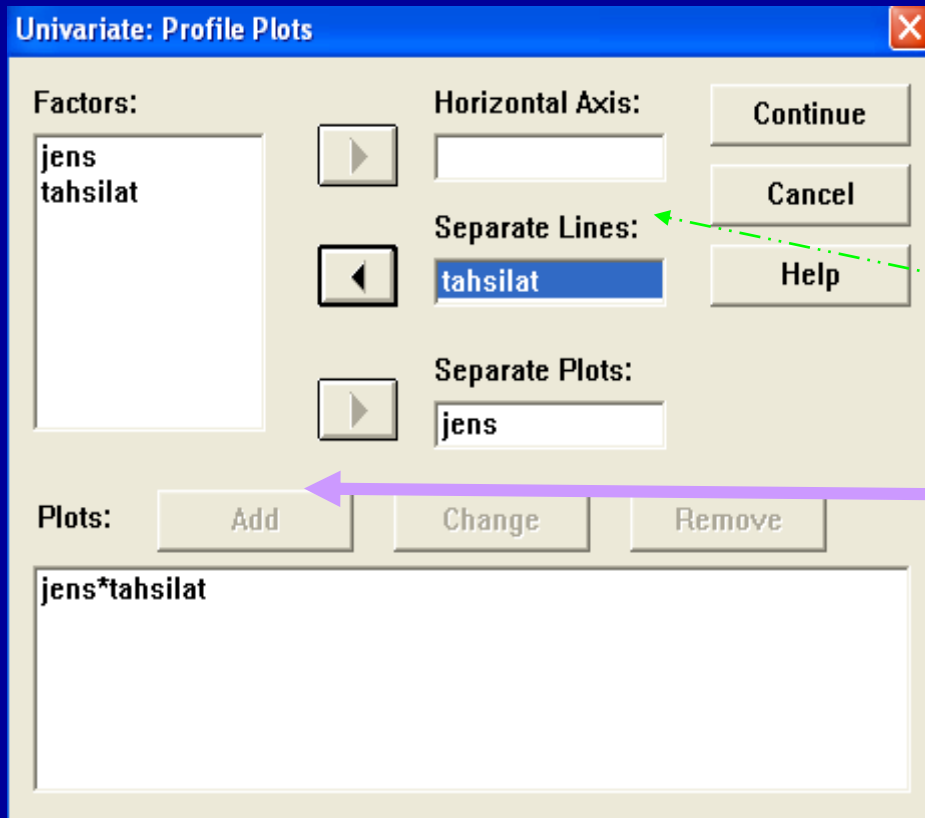 Univariate: Profile Plots
Factors:
jens
tahsilat
Horizontal Axis:
Separate Lines:
tahsilat
Separate Plots:
jens
Continue
Cancel
Help
Plots:
Add
Change
Remove
jens*tahsilat